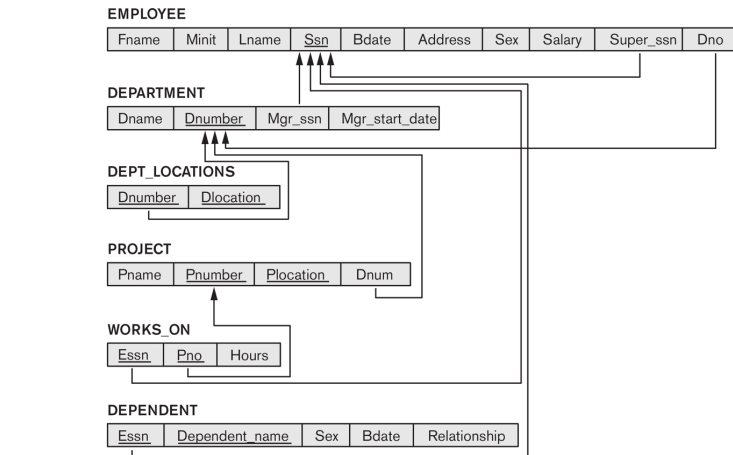 EMPLOYEE
Fname Minit Lname Ssn Bdate Address Sex Salary Super_ssn Dno
DEPARTMENT
Dname Dnumber Mgr_ssn Mgr_start_date
DEPT_LOCATIONS
Dnumber Dlocation
PROJECT
Pname Pnumber Plocation Dnum
WORKS_ON
Essn Pno Hours
DEPENDENT
Essn Dependent_name Sex Bdate Relationship